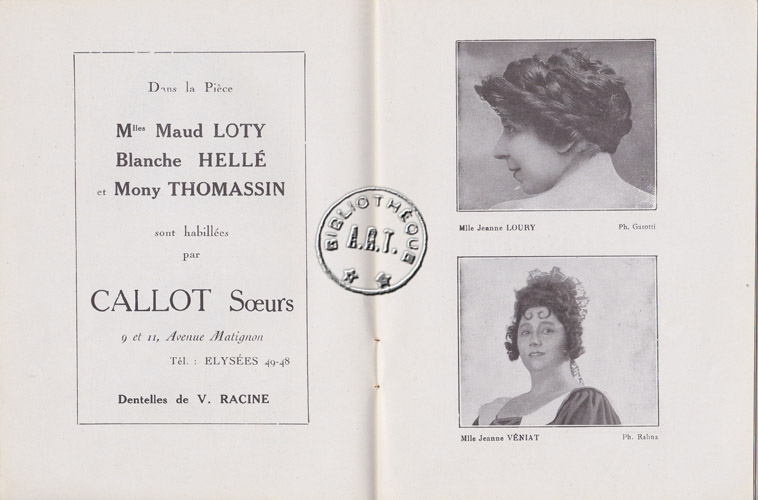 Dans la Pièce
Mlles Maud LOTY
Blanche HELLÉ
et Mony THOMASSIN
sont habillées
par
CALLOT Sœurs
9 et 11, Avenue Matignon
Tél. : ELYSÉES 49-48
Dentelles de V. RACINE
BIBLIOTHÈQUE
A.R.T.
Mlle Jeanne LOURY
Ph. Garotti
Mlle Jeanne VÉNIAT
Ph. Rahna